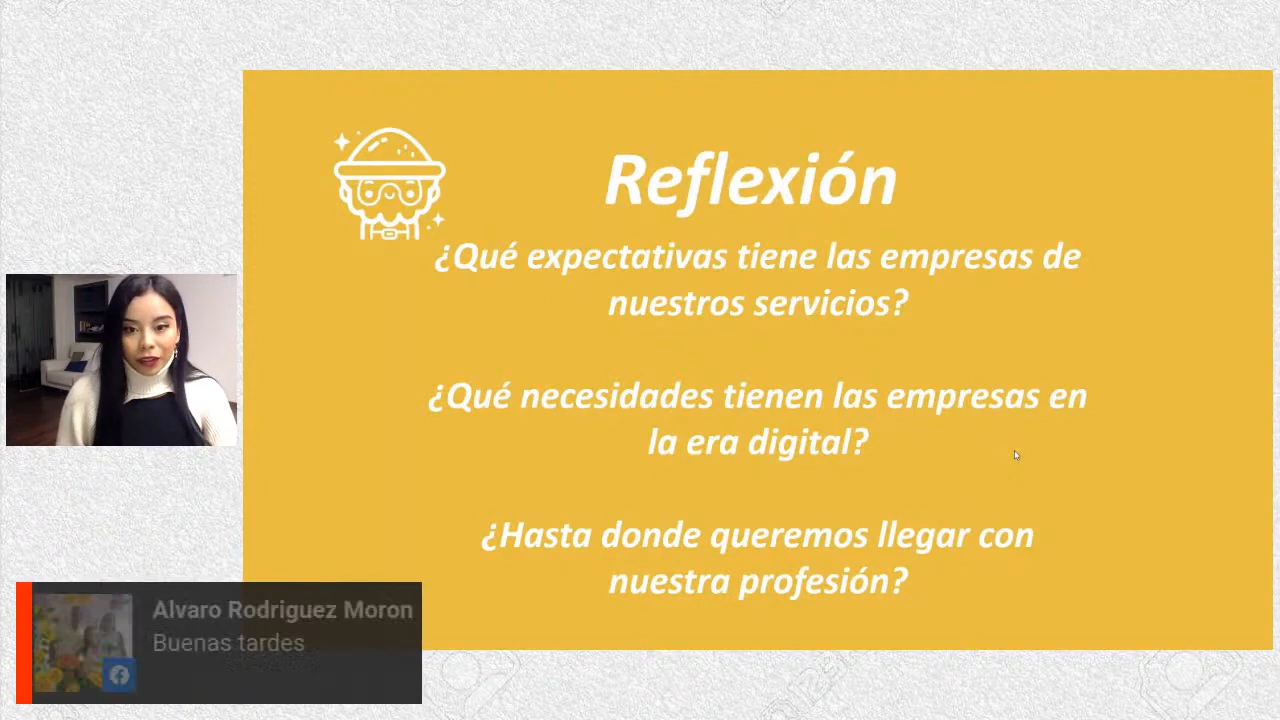 Reflexión
¿Qué expectativas tiene las empresas de
nuestros servicios?
¿Qué necesidades tienen las empresas en
la era digital?
¿Hasta donde queremos llegar con
nuestra profesión?
Alvaro Rodriguez Moron
Buenas tardes